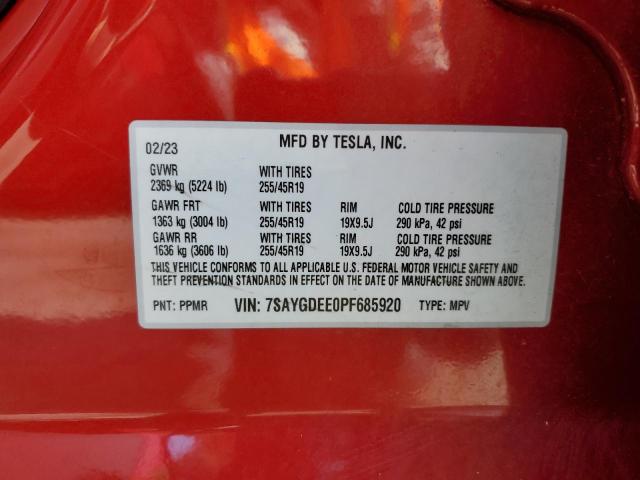 02/23 MFD BY TESLA, INC.
GVWR WITH TIRES
2369 kg (5224 lb) 255/45R19
GAWR FRT WITH TIRES RIM COLD TIRE PRESSURE
1363 kg (3004 lb) 255/45R19 19X9.5J 290 kPa, 42 psi
GAWR RR WITH TIRES RIM COLD TIRE PRESSURE
1636 kg (3606 lb) 255/45R19 19X9.5J 290 kPa, 42 psi
THIS VEHICLE CONFORMS TO ALL APPLICABLE U.S. FEDERAL MOTOR VEHICLE SAFETY AND
THEFT PREVENTION STANDARDS IN EFFECT ON THE DATE OF MANUFACTURE SHOWN ABOVE.
PNT: PPMR VIN: 7SAYGDEE0PF685920 TYPE: MPV